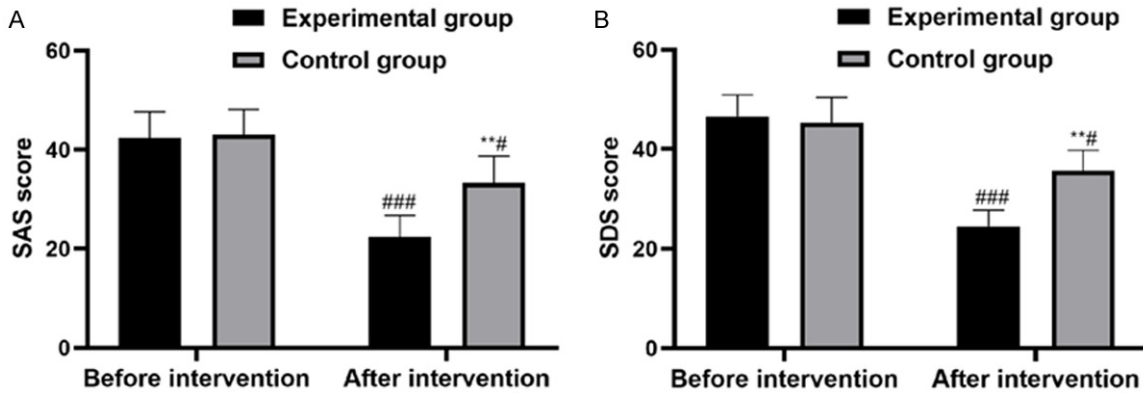 A
Experimental group
Control group
SAS score
60
40
20
0
###
**#
Before intervention
After intervention
B
Experimental group
Control group
SDS score
60
40
20
0
###
**#
Before intervention
After intervention